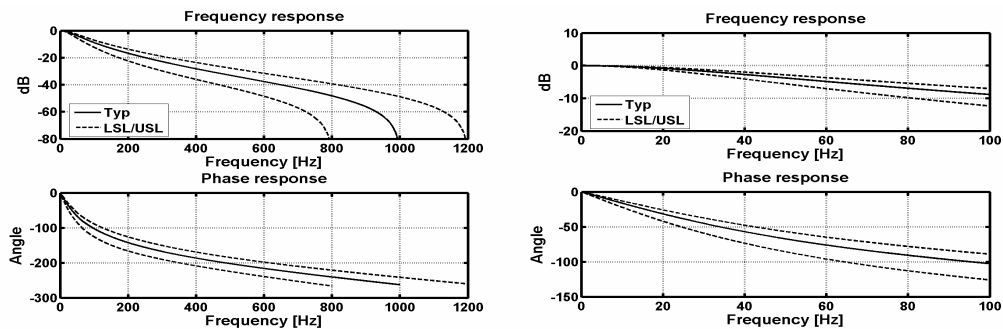 Frequency response
0
-20
-40
-60
-80
dB
Typ
LSL/USL
0 200 400 600 800 1000 1200
Frequency [Hz]
Phase response
0
-100
-200
-300
Angle
0 200 400 600 800 1000 1200
Frequency [Hz]
Frequency response
10
0
-10
-20
dB
Typ
LSL/USL
0 20 40 60 80 100
Frequency [Hz]
Phase response
0
-50
-100
-150
Angle
0 20 40 60 80 100
Frequency [Hz]